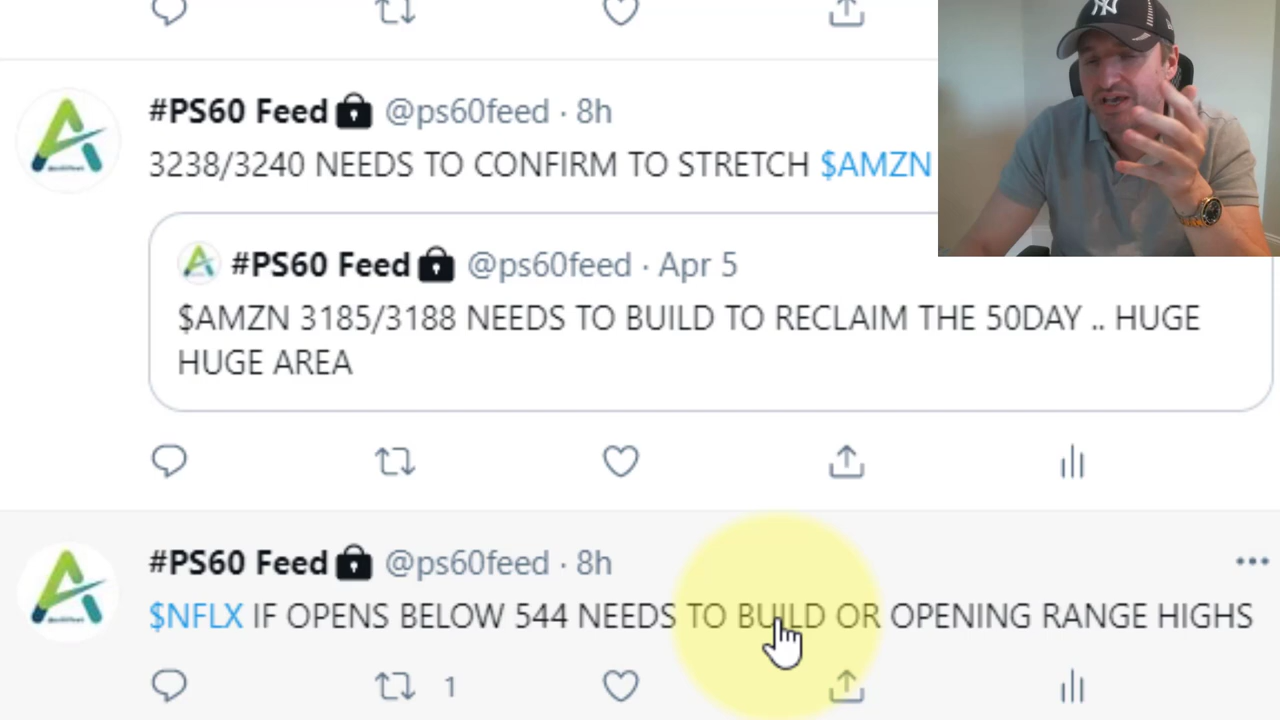 #PS60 Feed @ps60feed · 8h
3238/3240 NEEDS TO CONFIRM TO STRETCH $AMZN
#PS60 Feed @ps60feed · Apr 5
$AMZN 3185/3188 NEEDS TO BUILD TO RECLAIM THE 50DAY .. HUGE
HUGE AREA
#PS60 Feed @ps60feed · 8h
$NFLX IF OPENS BELOW 544 NEEDS TO BUILD OR OPENING RANGE HIGHS
1